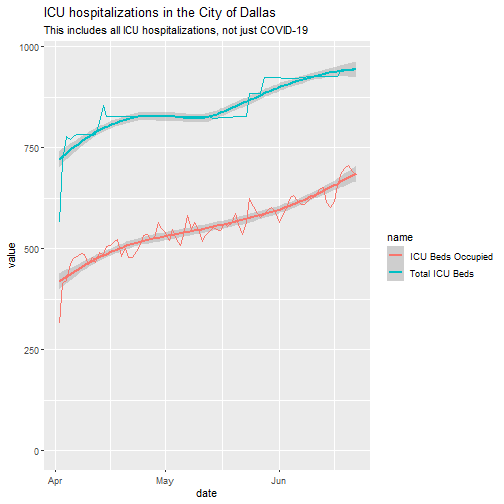 ICU hospitalizations in the City of Dallas
This includes all ICU hospitalizations, not just COVID-19
1000
750
500
250
0
value
Apr
May
Jun
date
name
ICU Beds Occupied
Total ICU Beds